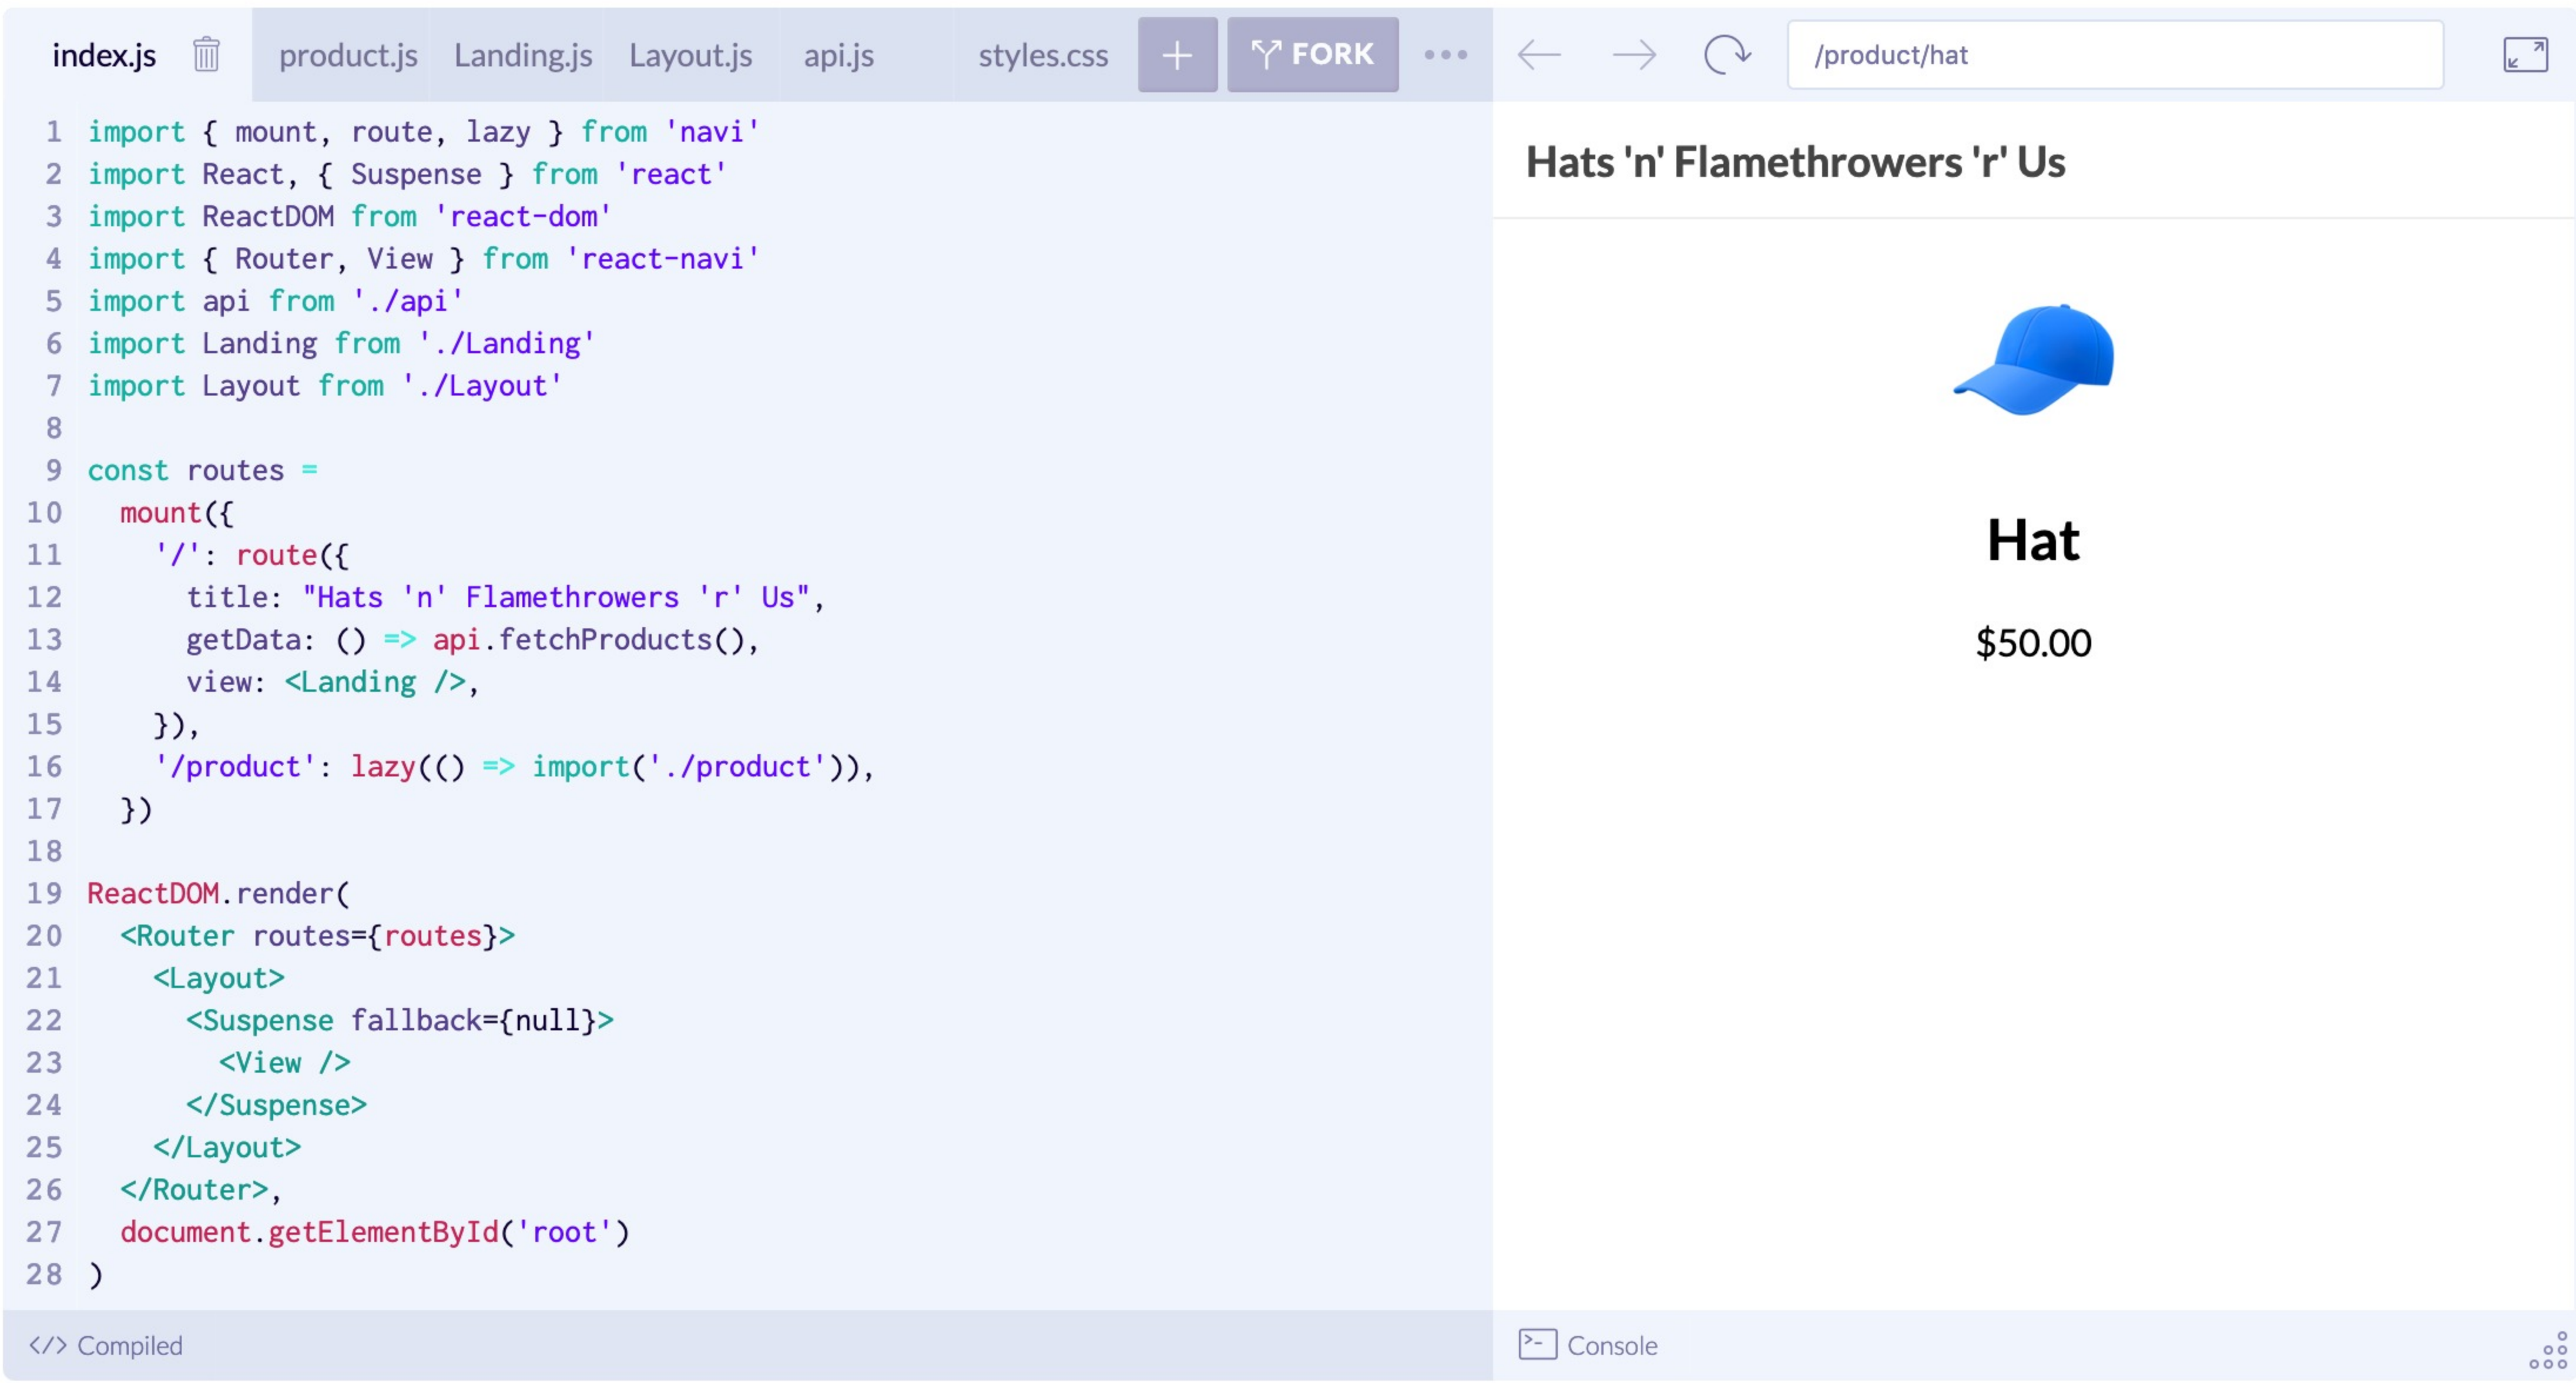 index.js product.js Landing.js Layout.js api.js styles.css + FORK
/product/hat
1 import { mount, route, lazy } from 'navi'
2 import React, { Suspense } from 'react'
3 import ReactDOM from 'react-dom'
4 import { Router, View } from 'react-navi'
5 import api from './api'
6 import Landing from './Landing'
7 import Layout from './Layout'
8
9 const routes =
10   mount({
11     '/': route({
12       title: "Hats 'n' Flamethrowers 'r' Us",
13       getData: () => api.fetchProducts(),
14       view: <Landing />,
15     }),
16     '/product': lazy(() => import('./product')),
17   })
18
19 ReactDOM.render(
20   <Router routes={routes}>
21     <Layout>
22       <Suspense fallback={null}>
23         <View />
24       </Suspense>
25     </Layout>
26   </Router>,
27   document.getElementById('root')
28 )
</> Compiled
Hats 'n' Flamethrowers 'r' Us
Hat
$50.00
Console